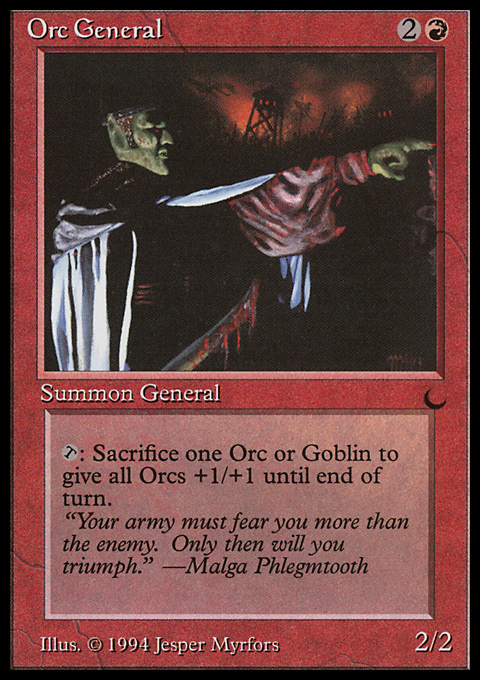 Orc General 2
Summon General
T: Sacrifice one Orc or Goblin to
give all Orcs +1/+1 until end of
turn.
“Your army must fear you more than
the enemy. Only then will you
triumph.” —Malga Phlegmtooth
Illus. © 1994 Jesper Myrfors 2/2